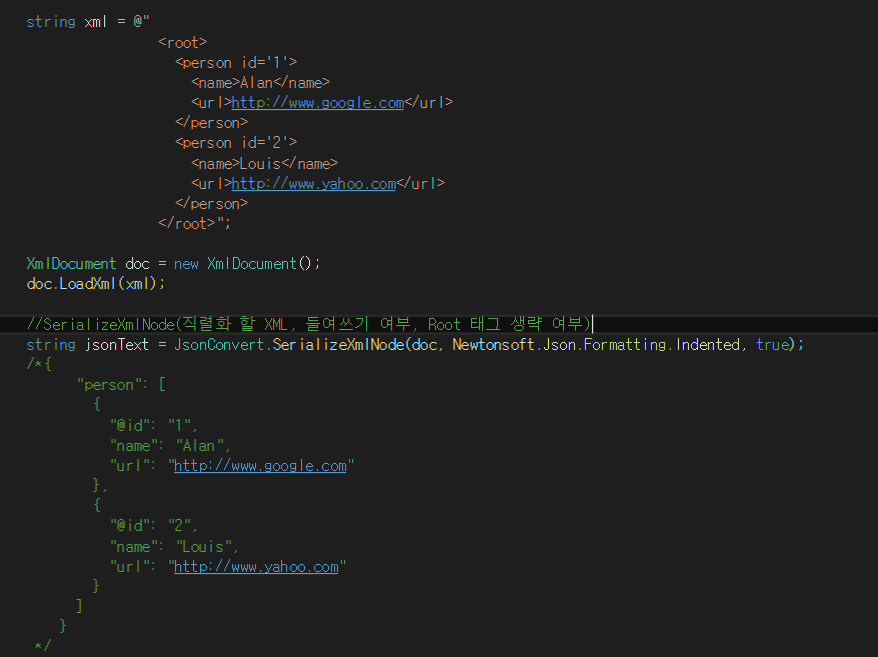 string xml = @"
<root>
<person id='1'>
<name>Alan</name>
<url>http://www.google.com</url>
</person>
<person id='2'>
<name>Louis</name>
<url>http://www.yahoo.com</url>
</person>
</root>";
XmlDocument doc = new XmlDocument();
doc.LoadXml(xml);
//SerializeXmlNode(직렬화 할 XML, 들여쓰기 여부, Root 태그 생략 여부)
string jsonText = JsonConvert.SerializeXmlNode(doc, Newtonsoft.Json.Formatting.Indented, true);
/*{
"person": [
{
"@id": "1",
"name": "Alan",
"url": "http://www.google.com"
},
{
"@id": "2",
"name": "Louis",
"url": "http://www.yahoo.com"
}
]
}
*/